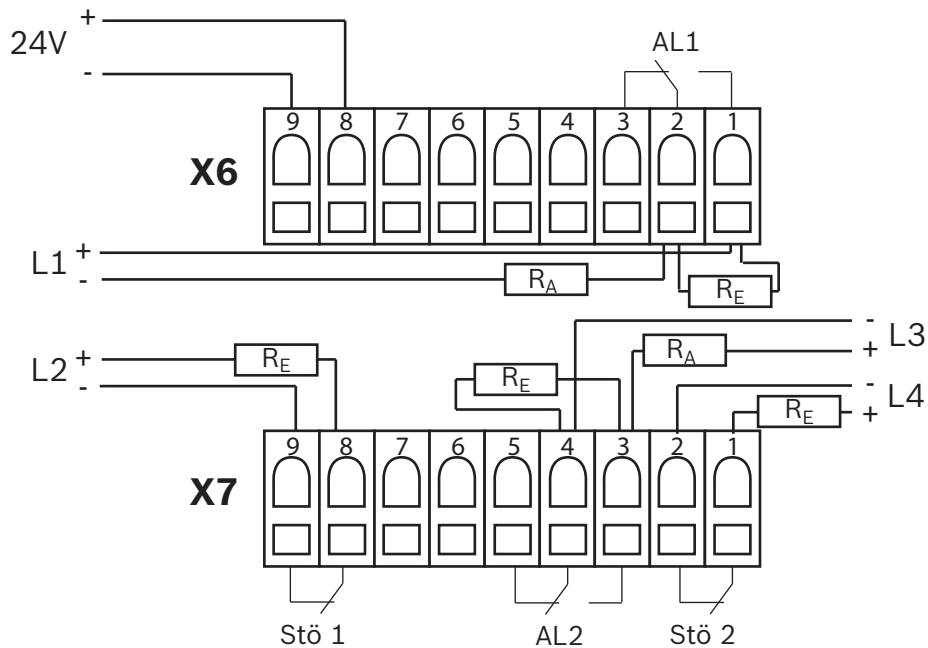 +
24V
-
AL1
9 8 7 6 5 4 3 2 1
X6
L1 +
-
RA
RE
- L3
+
RA
L2 +
-
RE
RE
- L4
+
RE
9 8 7 6 5 4 3 2 1
X7
Stö 1
AL2
Stö 2